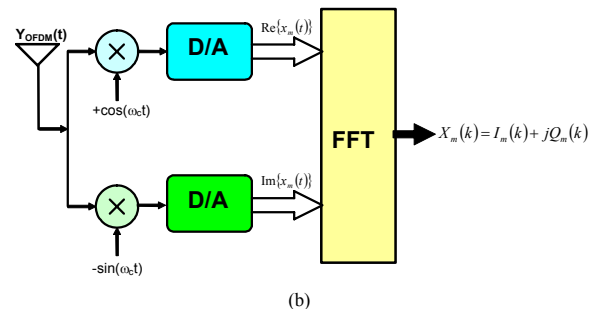 Y_OFDM(t)
D/A
Re{x_m(t)}
+cos(ω_c t)
FFT
X_m(k) = I_m(k) + jQ_m(k)
D/A
Im{x_m(t)}
-sin(ω_c t)
(b)